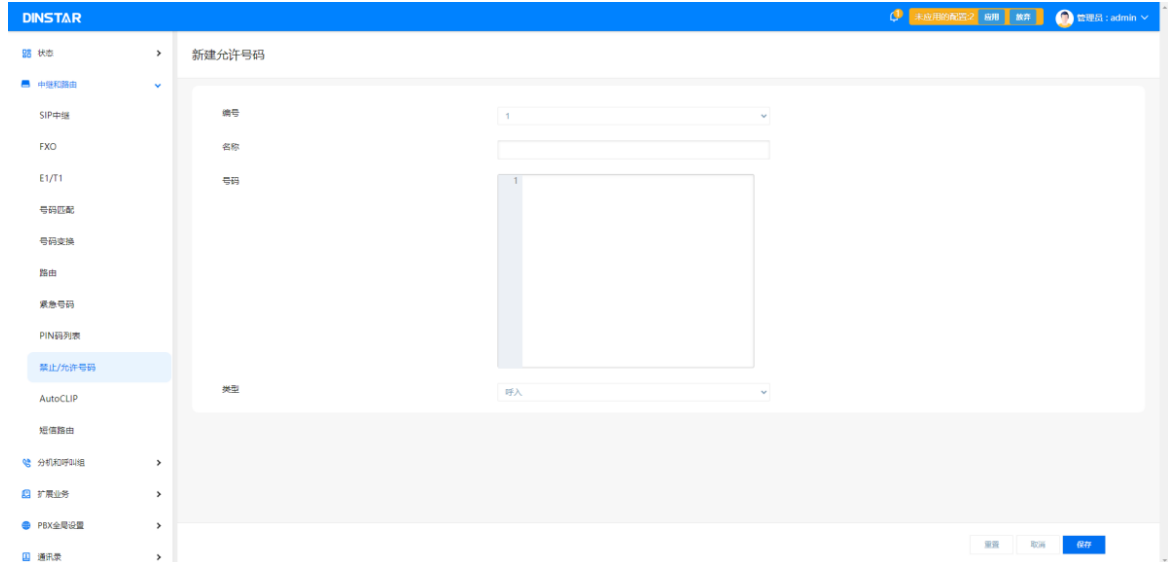 DINSTAR
1
未应用的配置:2 应用 放弃
管理员 : admin
状态
新建允许号码
中继和路由
SIP中继
FXO
E1/T1
号码匹配
号码变换
路由
紧急号码
PIN码列表
禁止/允许号码
AutoCLIP
短信路由
分机和呼叫组
扩展业务
PBX全局设置
通讯录
编号
1
名称
号码
1
类型
呼入
重置 取消 保存